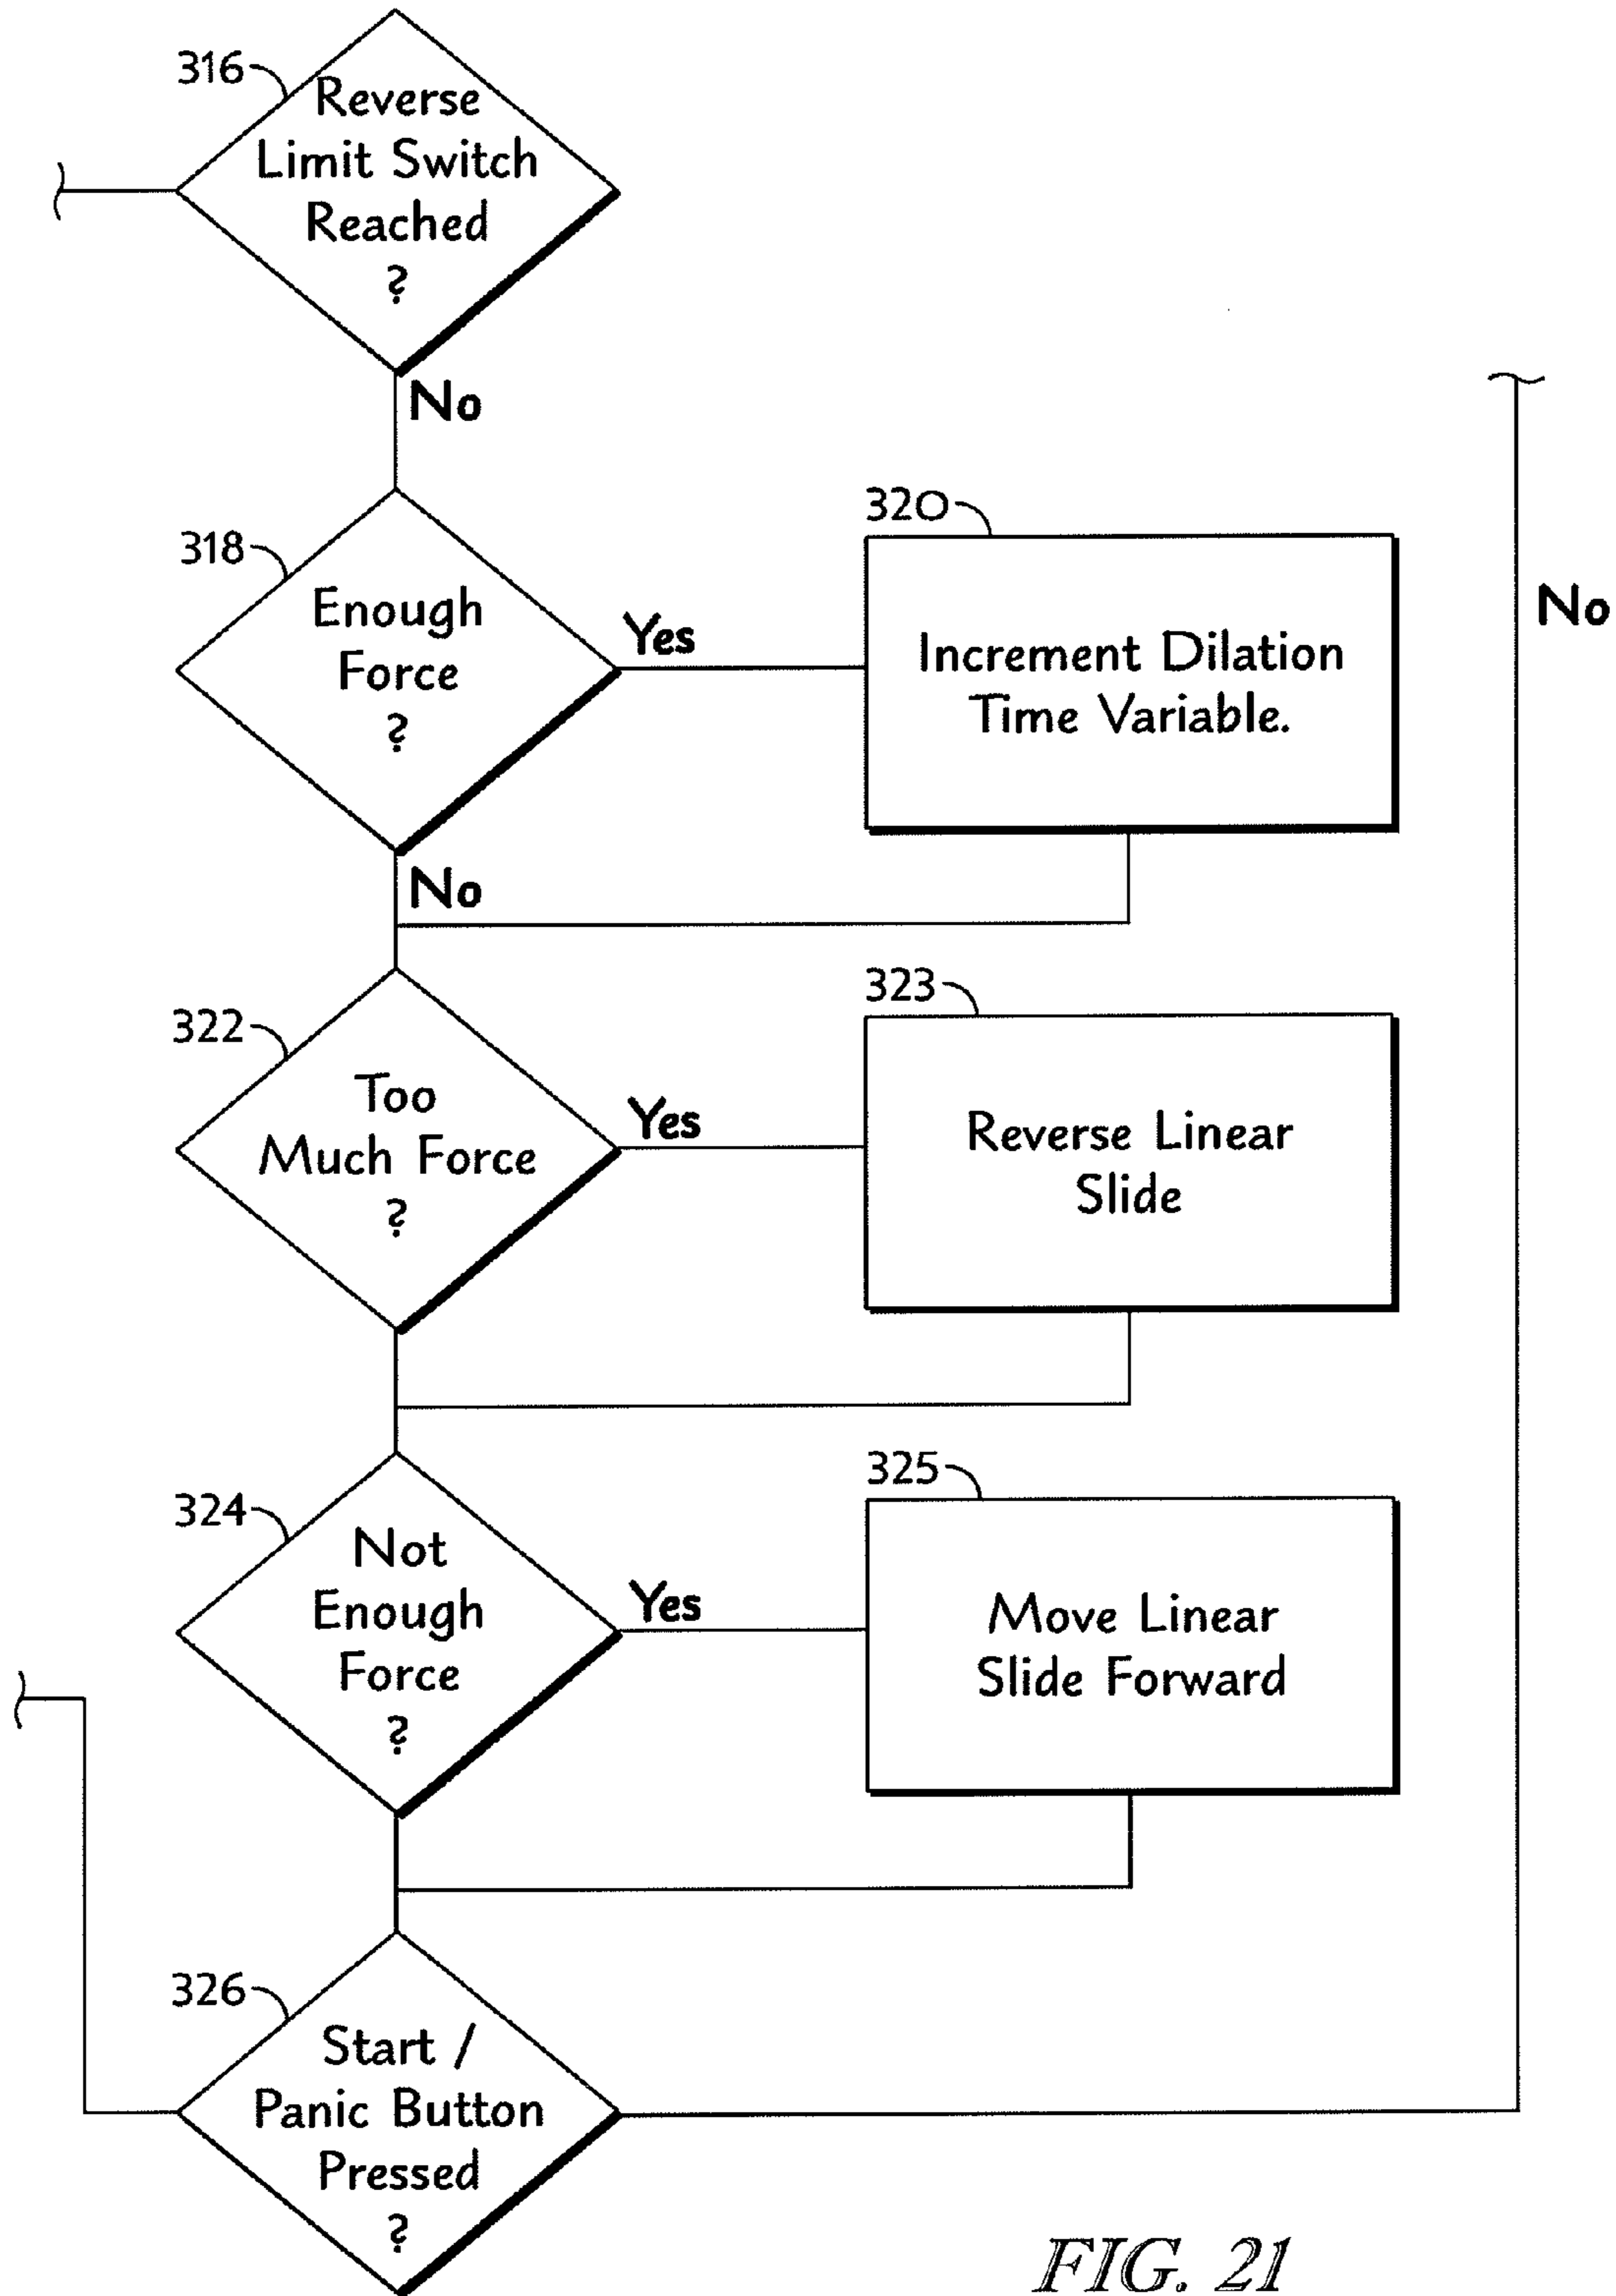 316
Reverse
Limit Switch
Reached
?
No
318
Enough
Force
?
Yes
320
Increment Dilation
Time Variable.
No
No
322
Too
Much Force
?
Yes
323
Reverse Linear
Slide
324
Not
Enough
Force
?
Yes
325
Move Linear
Slide Forward
326
Start /
Panic Button
Pressed
?
FIG. 21